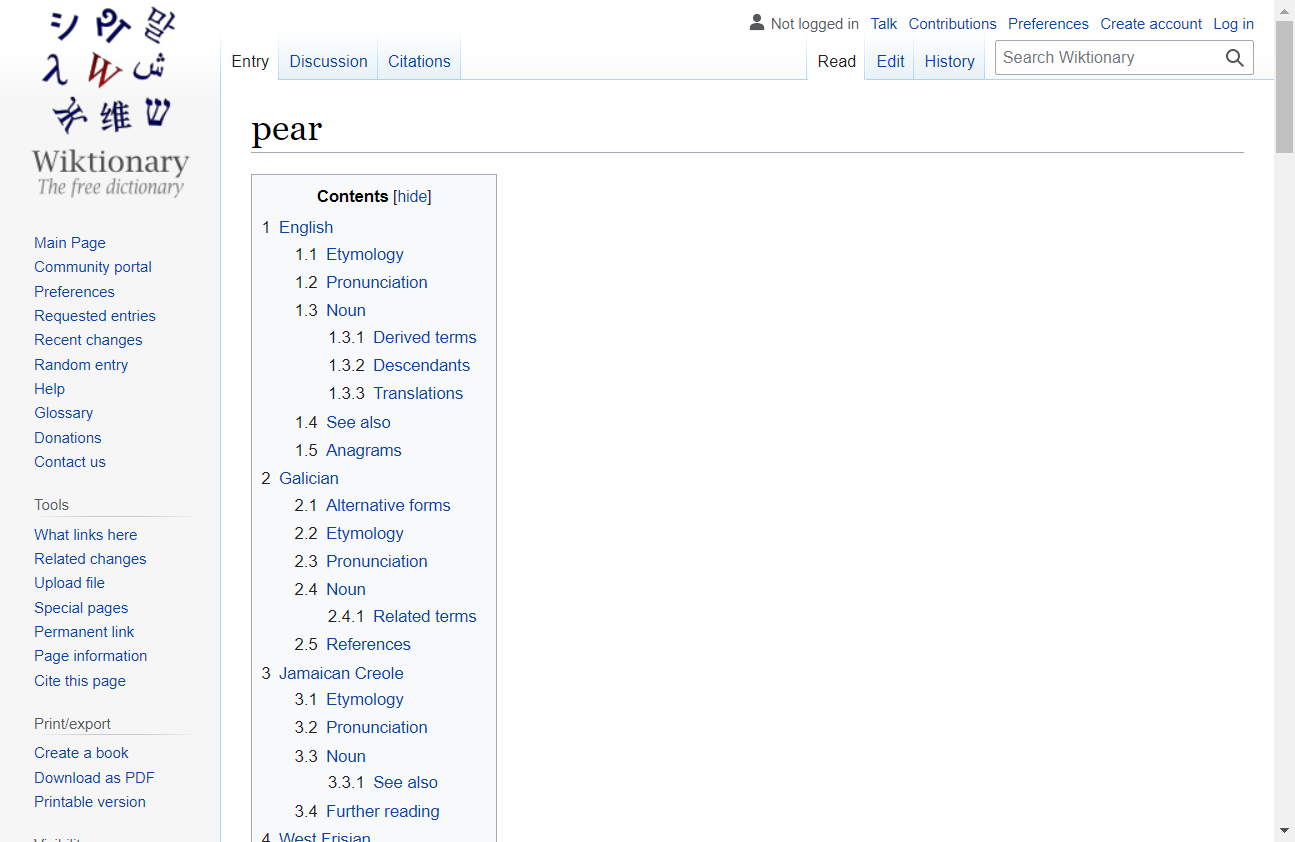 Not logged in Talk Contributions Preferences Create account Log in
Entry Discussion Citations Read Edit History Search Wiktionary
シ
λ W ش
维 ש
Wiktionary
The free dictionary
Main Page
Community portal
Preferences
Requested entries
Recent changes
Random entry
Help
Glossary
Donations
Contact us
Tools
What links here
Related changes
Upload file
Special pages
Permanent link
Page information
Cite this page
Print/export
Create a book
Download as PDF
Printable version
pear
Contents [hide]
1 English
1.1 Etymology
1.2 Pronunciation
1.3 Noun
1.3.1 Derived terms
1.3.2 Descendants
1.3.3 Translations
1.4 See also
1.5 Anagrams
2 Galician
2.1 Alternative forms
2.2 Etymology
2.3 Pronunciation
2.4 Noun
2.4.1 Related terms
2.5 References
3 Jamaican Creole
3.1 Etymology
3.2 Pronunciation
3.3 Noun
3.3.1 See also
3.4 Further reading
4 West Frisian